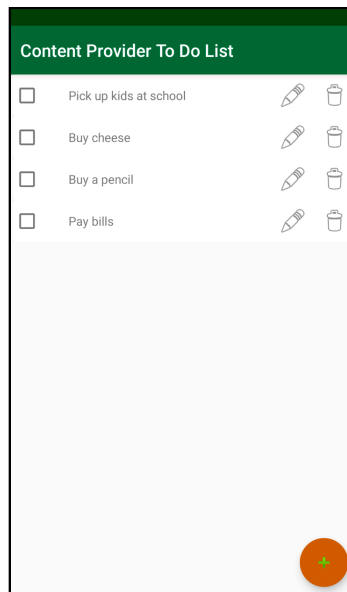 Content Provider To Do List
Pick up kids at school
Buy cheese
Buy a pencil
Pay bills
+